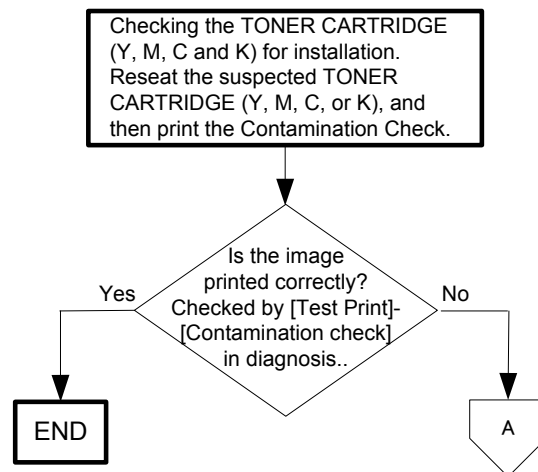 Checking the TONER CARTRIDGE
(Y, M, C and K) for installation.
Reseat the suspected TONER
CARTRIDGE (Y, M, C, or K), and
then print the Contamination Check.
Is the image
printed correctly?
Yes
No
Checked by [Test Print]-
[Contamination check]
in diagnosis..
END
A